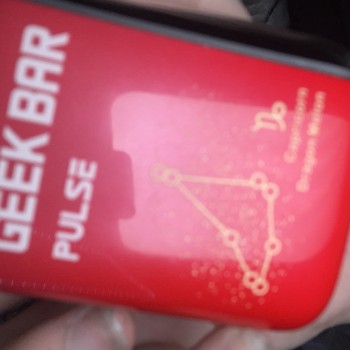 GEEK BAR
PULSE
Capricorn
Dragon Melon